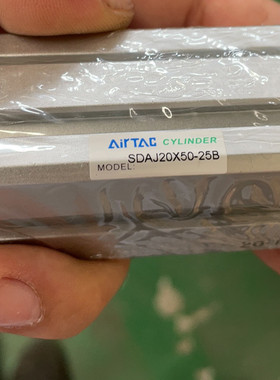 AirTAC CYLINDER
MODEL: SDAJ20X50-25B